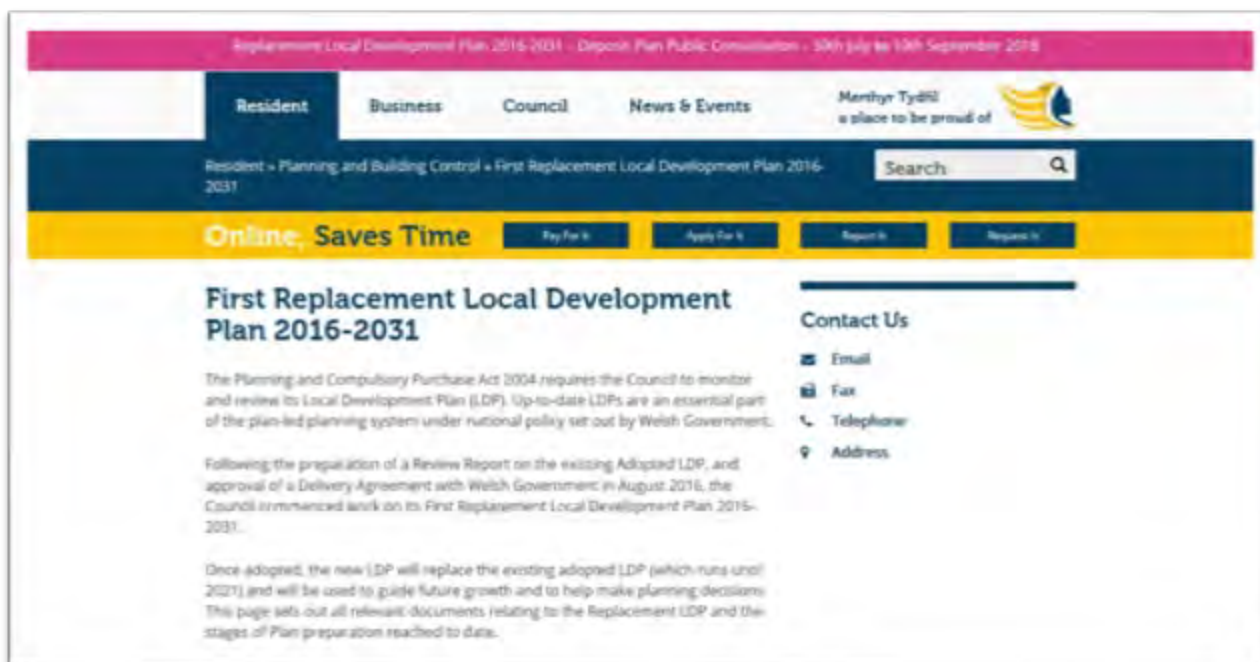 Replacement Local Development Plan 2016-2031 - Deposit Plan Public Consultation - 30th July to 10th September 2018
Resident
Business
Council
News & Events
Merthyr Tydfil
a place to be proud of
Resident » Planning and Building Control » First Replacement Local Development Plan 2016-
2031
Search
Online, Saves Time
Pay For It
Apply For It
Report It
Request It
First Replacement Local Development
Plan 2016-2031
Contact Us
Email
Fax
Telephone
Address
The Planning and Compulsory Purchase Act 2004 requires the Council to monitor
and review its Local Development Plan (LDP). Up-to-date LDPs are an essential part
of the plan-led planning system under national policy set out by Welsh Government.
Following the preparation of a Review Report on the existing Adopted LDP, and
approval of a Delivery Agreement with Welsh Government in August 2016, the
Council commenced work on its First Replacement Local Development Plan 2016-
2031.
Once adopted, the new LDP will replace the existing adopted LDP (which runs until
2021) and will be used to guide future growth and to help make planning decisions.
This page sets out all relevant documents relating to the Replacement LDP and the
stages of Plan preparation reached to date.